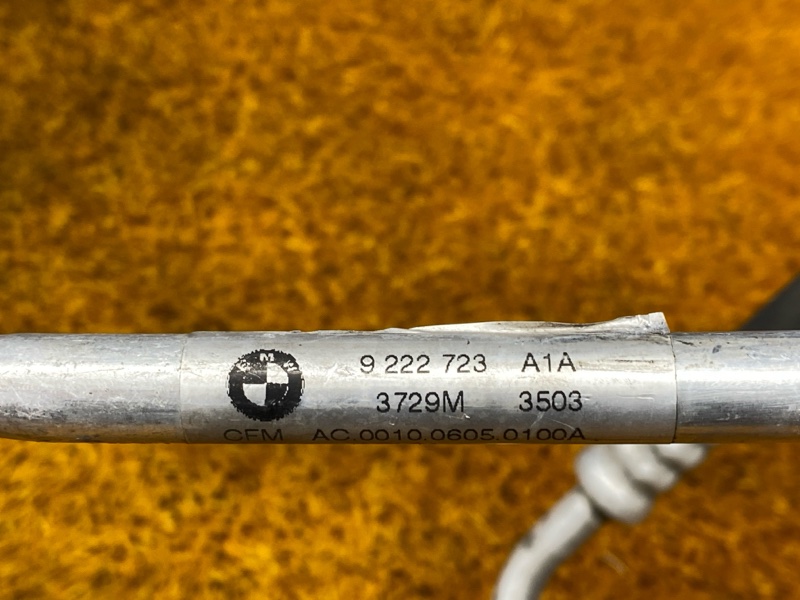 9 222 723 A1A
3729M 3503
CFM AC.0010.0605.0100A